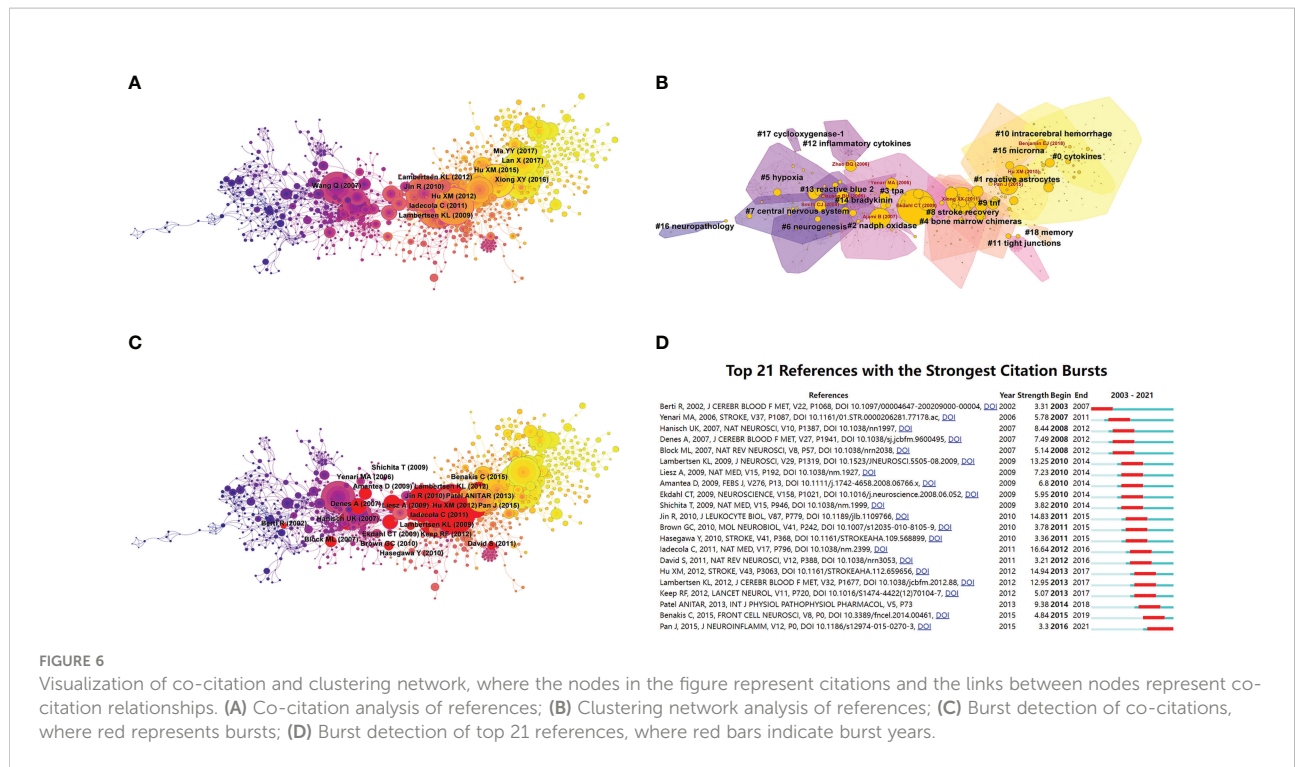 A
Ma YY (2017)
Lan X (2017)
Lambertsen KL (2012)
Hu XM (2015)
Wang Q (2007)
Jin R (2010)
Xiong XY (2016)
Hu XM (2012)
Iadecola C (2011)
Lambertsen KL (2009)
B
#17 cyclooxygenase-1
#12 inflammatory cytokines
#10 intracerebral hemorrhage
Benjamin EJ (2018)
#15 microrna
#0 cytokines
#5 hypoxia
#1 reactive astrocytes
Pan J (2015)
Yenari MA (2006)
#13 reactive blue 2
#3 tpa
#14 bradykinin
#9 tnf
Ekdahl CT (2009)
#7 central nervous system
#8 stroke recovery
#16 neuropathology
#6 neurogenesis
#2 nadph oxidase
#4 bone marrow chimeras
#18 memory
#11 tight junctions
C
Shichita T (2009)
Yenari MA (2006)
Benakis C (2015)
Amantea D (2009)
Lambertsen KL (2012)
Jin R (2010)
Patel ANITAR (2013)
Denes A (2007)
Liesz A (2009)
Hu XM (2012)
Pan J (2015)
Iadecola C (2011)
Berti R (2002)
Hanisch UK (2007)
Lambertsen KL (2009)
Block ML (2007)
Ekdahl CT (2009)
Keep RF (2012)
Brown GC (2010)
David S (2011)
Hasegawa Y (2010)
D
Top 21 References with the Strongest Citation Bursts
References Year Strength Begin End 2003 - 2021
Berti R, 2002, J CEREBR BLOOD F MET, V22, P1068, DOI 10.1097/00004647-200209000-00004, DOI 2002 3.31 2003 2007
Yenari MA, 2006, STROKE, V37, P1087, DOI 10.1161/01.STR.0000206281.77178.ac, DOI 2006 5.78 2007 2011
Hanisch UK, 2007, NAT NEUROSCI, V10, P1387, DOI 10.1038/nn1997, DOI 2007 8.44 2008 2012
Denes A, 2007, J CEREBR BLOOD F MET, V27, P1941, DOI 10.1038/sj.jcbfm.9600495, DOI 2007 7.49 2008 2012
Block ML, 2007, NAT REV NEUROSCI, V8, P57, DOI 10.1038/nrn2038, DOI 2007 5.14 2008 2012
Lambertsen KL, 2009, J NEUROSCI, V29, P1319, DOI 10.1523/JNEUROSCI.5505-08.2009, DOI 2009 13.25 2010 2014
Liesz A, 2009, NAT MED, V15, P192, DOI 10.1038/nm.1927, DOI 2009 7.23 2010 2014
Amantea D, 2009, FEBS J, V276, P13, DOI 10.1111/j.1742-4658.2008.06766.x, DOI 2009 6.8 2010 2014
Ekdahl CT, 2009, NEUROSCIENCE, V158, P1021, DOI 10.1016/j.neuroscience.2008.06.052, DOI 2009 5.95 2010 2014
Shichita T, 2009, NAT MED, V15, P946, DOI 10.1038/nm.1999, DOI 2009 3.82 2010 2014
Jin R, 2010, J LEUKOCYTE BIOL, V87, P779, DOI 10.1189/jlb.1109766, DOI 2010 14.83 2011 2015
Brown GC, 2010, MOL NEUROBIOL, V41, P242, DOI 10.1007/s12035-010-8105-9, DOI 2010 3.78 2011 2015
Hasegawa Y, 2010, STROKE, V41, P368, DOI 10.1161/STROKEAHA.109.568899, DOI 2010 3.36 2011 2015
Iadecola C, 2011, NAT MED, V17, P796, DOI 10.1038/nm.2399, DOI 2011 16.64 2012 2016
David S, 2011, NAT REV NEUROSCI, V12, P388, DOI 10.1038/nrn3053, DOI 2011 3.21 2012 2016
Hu XM, 2012, STROKE, V43, P3063, DOI 10.1161/STROKEAHA.112.659656, DOI 2012 14.94 2013 2017
Lambertsen KL, 2012, J CEREBR BLOOD F MET, V32, P1677, DOI 10.1038/jcbfm.2012.88, DOI 2012 12.95 2013 2017
Keep RF, 2012, LANCET NEUROL, V11, P720, DOI 10.1016/S1474-4422(12)70104-7, DOI 2012 5.07 2013 2017
Patel ANITAR, 2013, INT J PHYSIOL PATHOPHYSIOL PHARMACOL, V5, P73 2013 9.38 2014 2018
Benakis C, 2015, FRONT CELL NEUROSCI, V8, P0, DOI 10.3389/fncel.2014.00461, DOI 2015 4.84 2015 2019
Pan J, 2015, J NEUROINFLAMM, V12, P0, DOI 10.1186/s12974-015-0270-3, DOI 2015 3.3 2016 2021
FIGURE 6
Visualization of co-citation and clustering network, where the nodes in the figure represent citations and the links between nodes represent co-
citation relationships. (A) Co-citation analysis of references; (B) Clustering network analysis of references; (C) Burst detection of co-citations,
where red represents bursts; (D) Burst detection of top 21 references, where red bars indicate burst years.